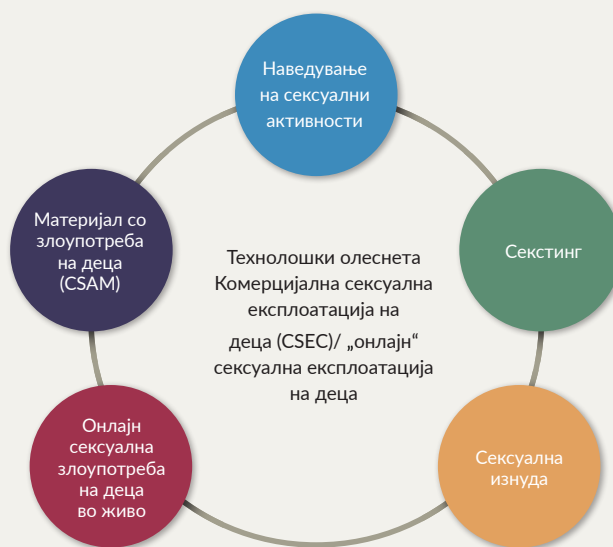 Наведување
на сексуални
активности
Материјал со
злоупотреба
на деца
(CSAM)
Секстинг
Технолошки олеснета
Комерцијална сексуална
експлоатација на
деца (CSEC)/ „онлајн“
сексуална експлоатација
на деца
Онлајн
сексуална
злоупотреба
на деца
во живо
Сексуална
изнуда